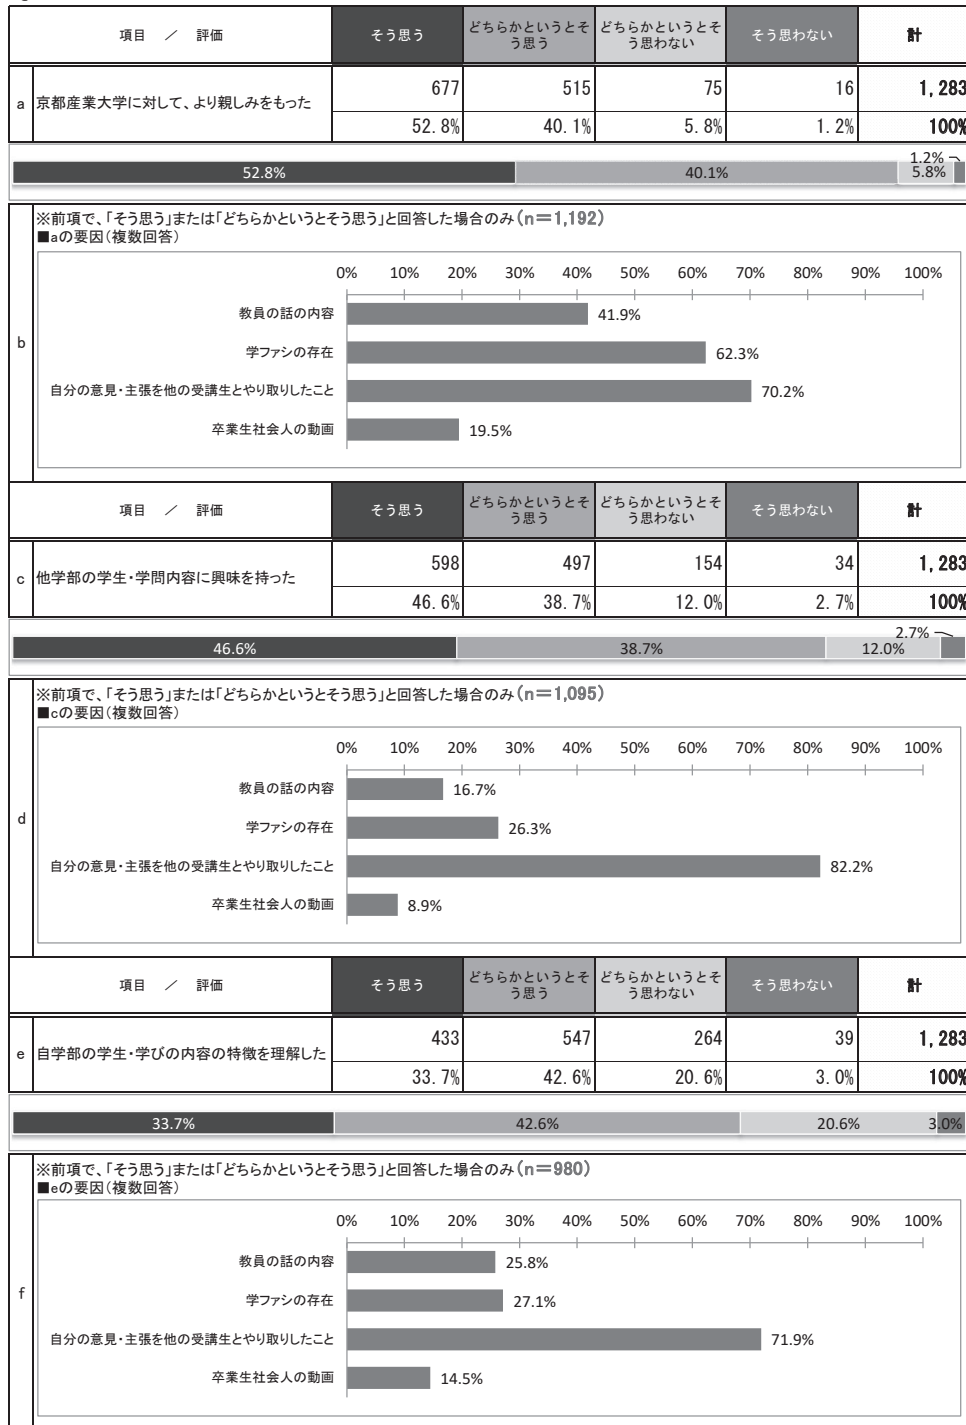 項目 ／ 評価 そう思う どちらかというとそう思う どちらかというとそう思わない そう思わない 計
a 京都産業大学に対して、より親しみをもった 677 515 75 16 1,283
52.8% 40.1% 5.8% 1.2% 100%
52.8% 40.1% 5.8% 1.2%
※前項で、「そう思う」または「どちらかというとそう思う」と回答した場合のみ(n＝1,192)
■aの要因(複数回答)
b
0% 10% 20% 30% 40% 50% 60% 70% 80% 90% 100%
教員の話の内容 41.9%
学ファシの存在 62.3%
自分の意見・主張を他の受講生とやり取りしたこと 70.2%
卒業生社会人の動画 19.5%
項目 ／ 評価 そう思う どちらかというとそう思う どちらかというとそう思わない そう思わない 計
c 他学部の学生・学問内容に興味を持った 598 497 154 34 1,283
46.6% 38.7% 12.0% 2.7% 100%
46.6% 38.7% 12.0% 2.7%
※前項で、「そう思う」または「どちらかというとそう思う」と回答した場合のみ(n＝1,095)
■cの要因(複数回答)
d
0% 10% 20% 30% 40% 50% 60% 70% 80% 90% 100%
教員の話の内容 16.7%
学ファシの存在 26.3%
自分の意見・主張を他の受講生とやり取りしたこと 82.2%
卒業生社会人の動画 8.9%
項目 ／ 評価 そう思う どちらかというとそう思う どちらかというとそう思わない そう思わない 計
e 自学部の学生・学びの内容の特徴を理解した 433 547 264 39 1,283
33.7% 42.6% 20.6% 3.0% 100%
33.7% 42.6% 20.6% 3.0%
※前項で、「そう思う」または「どちらかというとそう思う」と回答した場合のみ(n＝980)
■eの要因(複数回答)
f
0% 10% 20% 30% 40% 50% 60% 70% 80% 90% 100%
教員の話の内容 25.8%
学ファシの存在 27.1%
自分の意見・主張を他の受講生とやり取りしたこと 71.9%
卒業生社会人の動画 14.5%